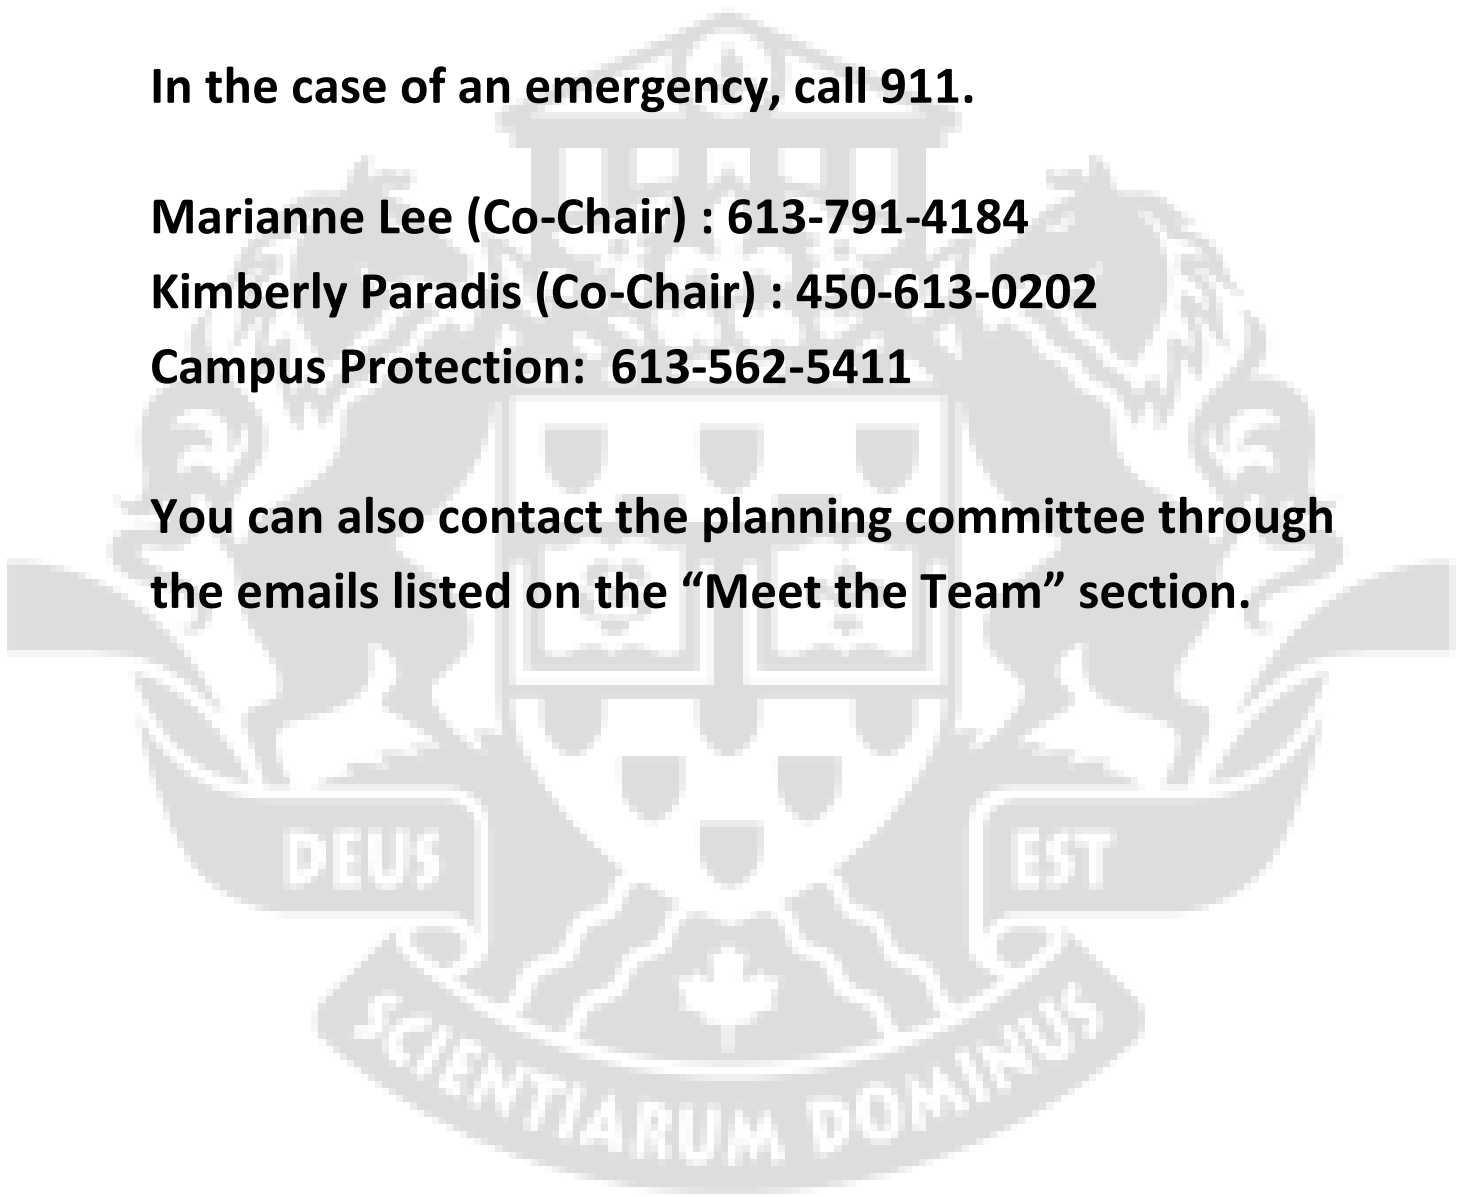 In the case of an emergency, call 911.
Marianne Lee (Co-Chair) : 613-791-4184
Kimberly Paradis (Co-Chair) : 450-613-0202
Campus Protection:  613-562-5411
You can also contact the planning committee through
the emails listed on the “Meet the Team” section.
DEUS EST
SCIENTIARUM DOMINUS